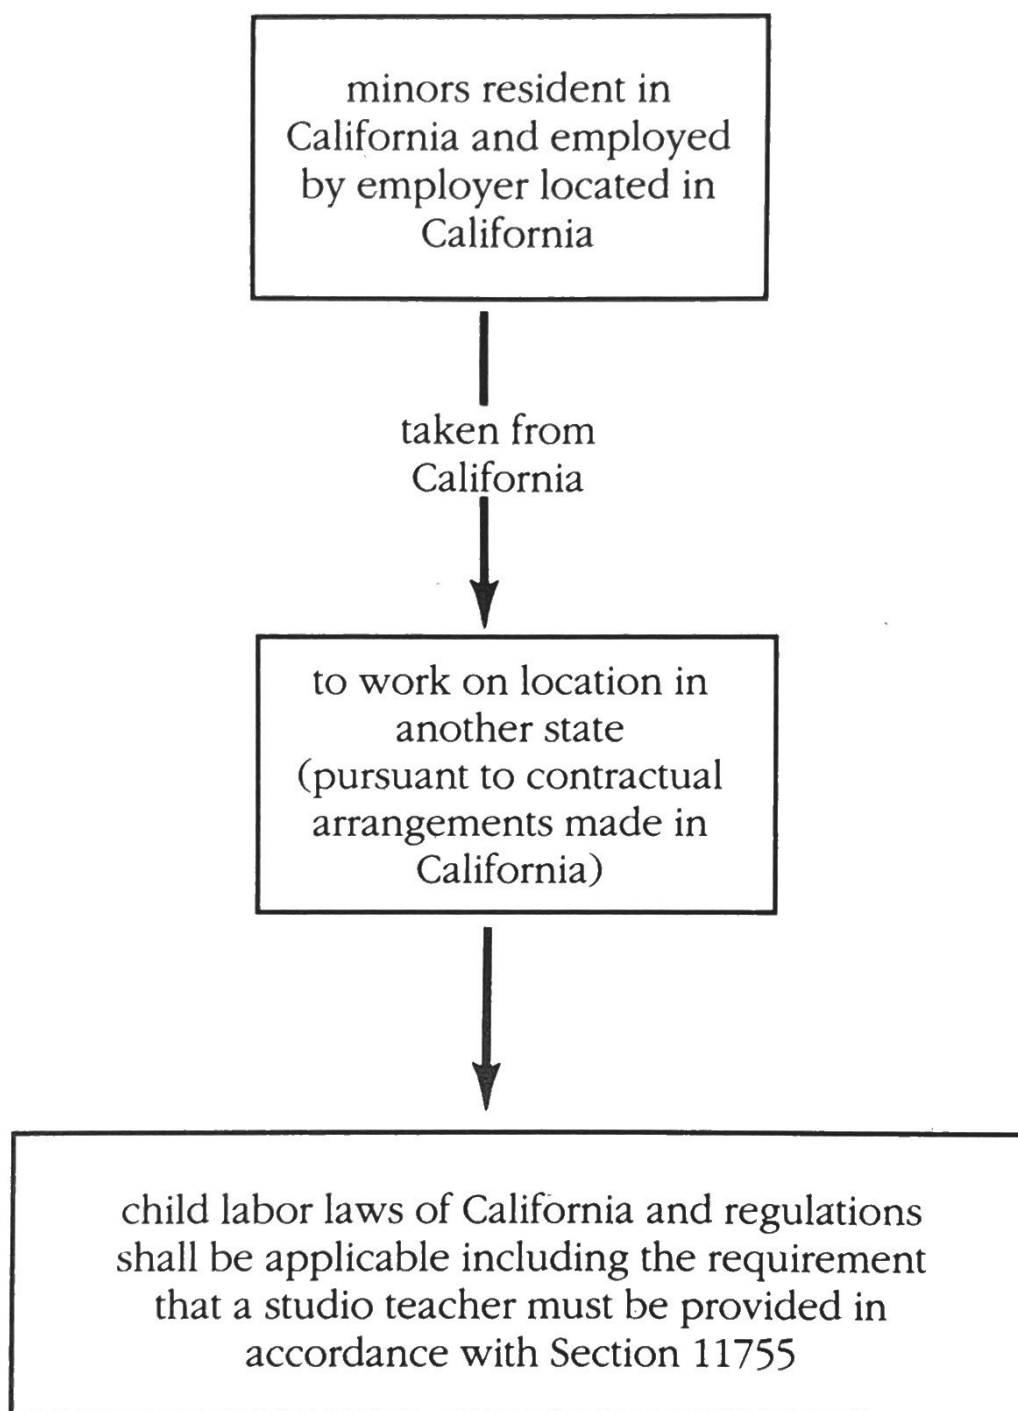 minors resident in
California and employed
by employer located in
California
taken from
California
to work on location in
another state
(pursuant to contractual
arrangements made in
California)
child labor laws of California and regulations
shall be applicable including the requirement
that a studio teacher must be provided in
accordance with Section 11755